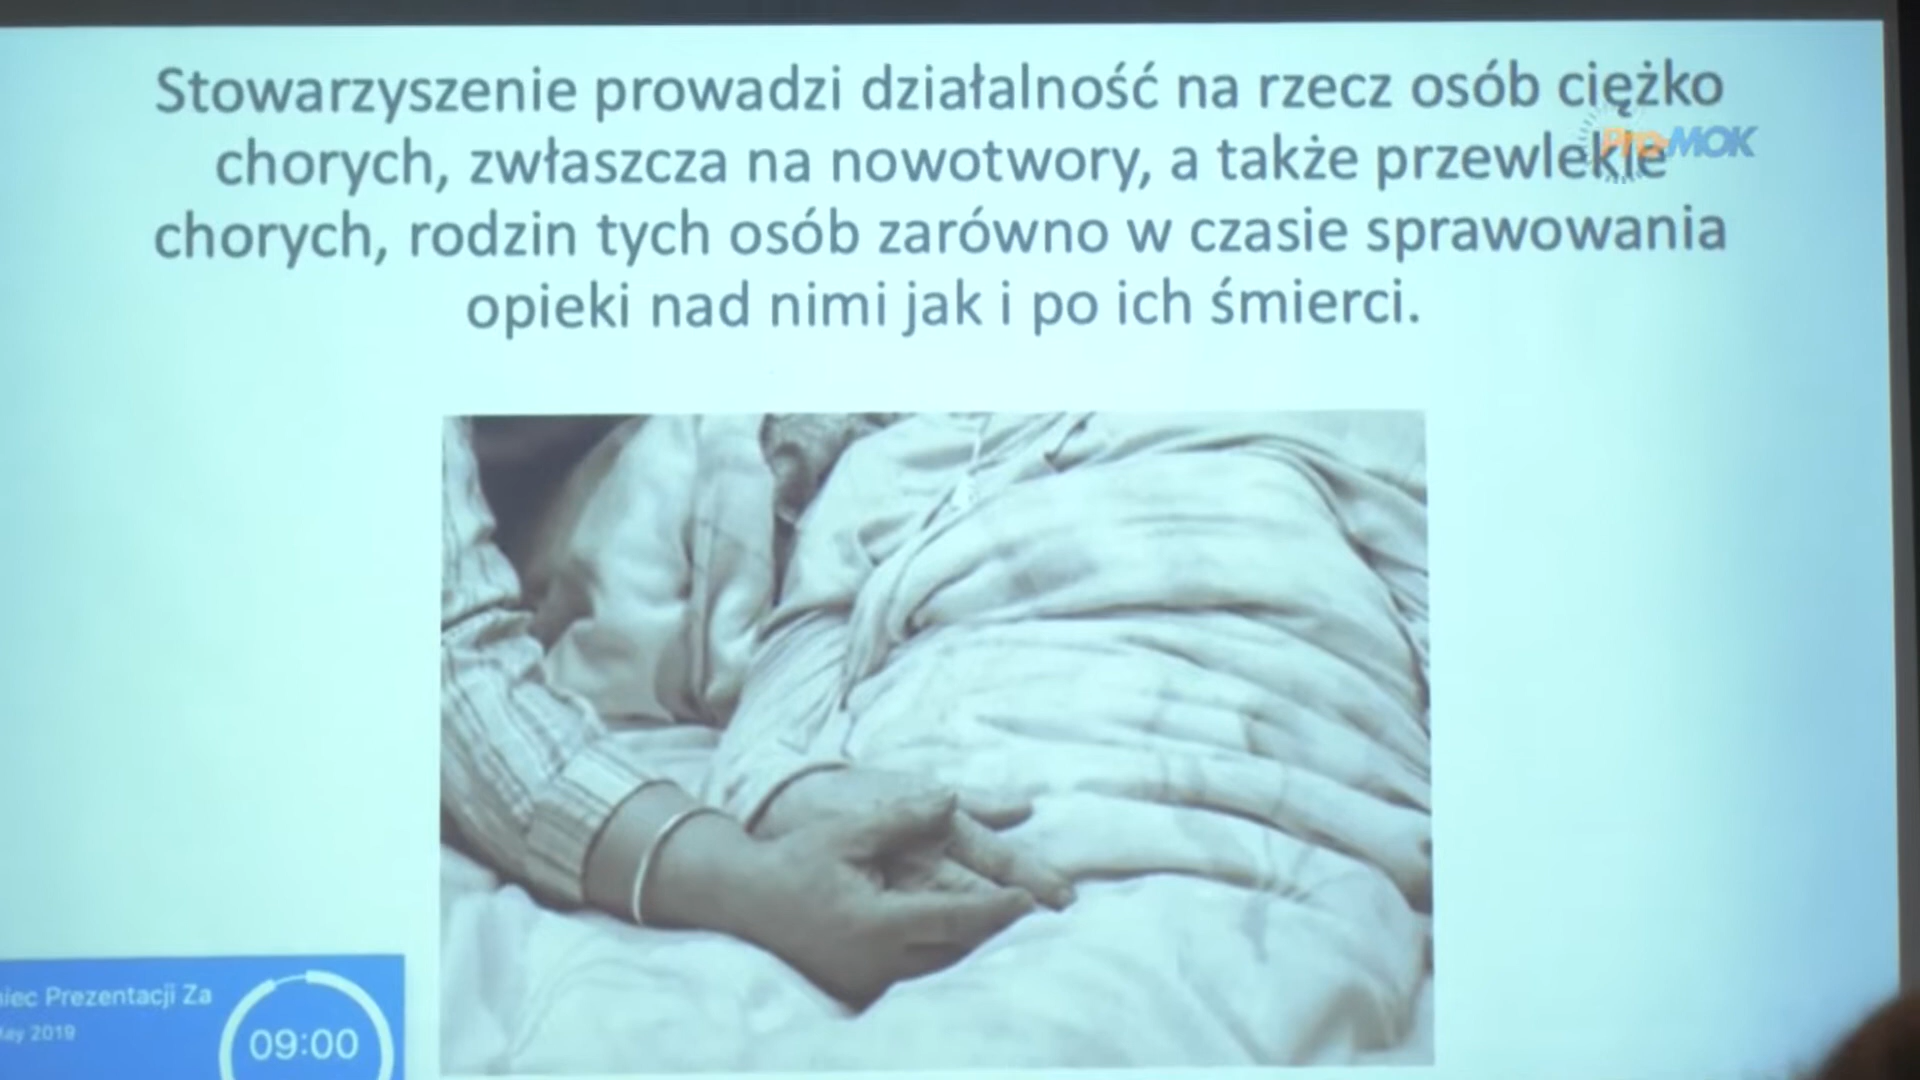 Stowarzyszenie prowadzi działalność na rzecz osób ciężko
chorych, zwłaszcza na nowotwory, a także przewlekle
chorych, rodzin tych osób zarówno w czasie sprawowania
opieki nad nimi jak i po ich śmierci.
ProMOK
Prezentacji Za
2019
09:00